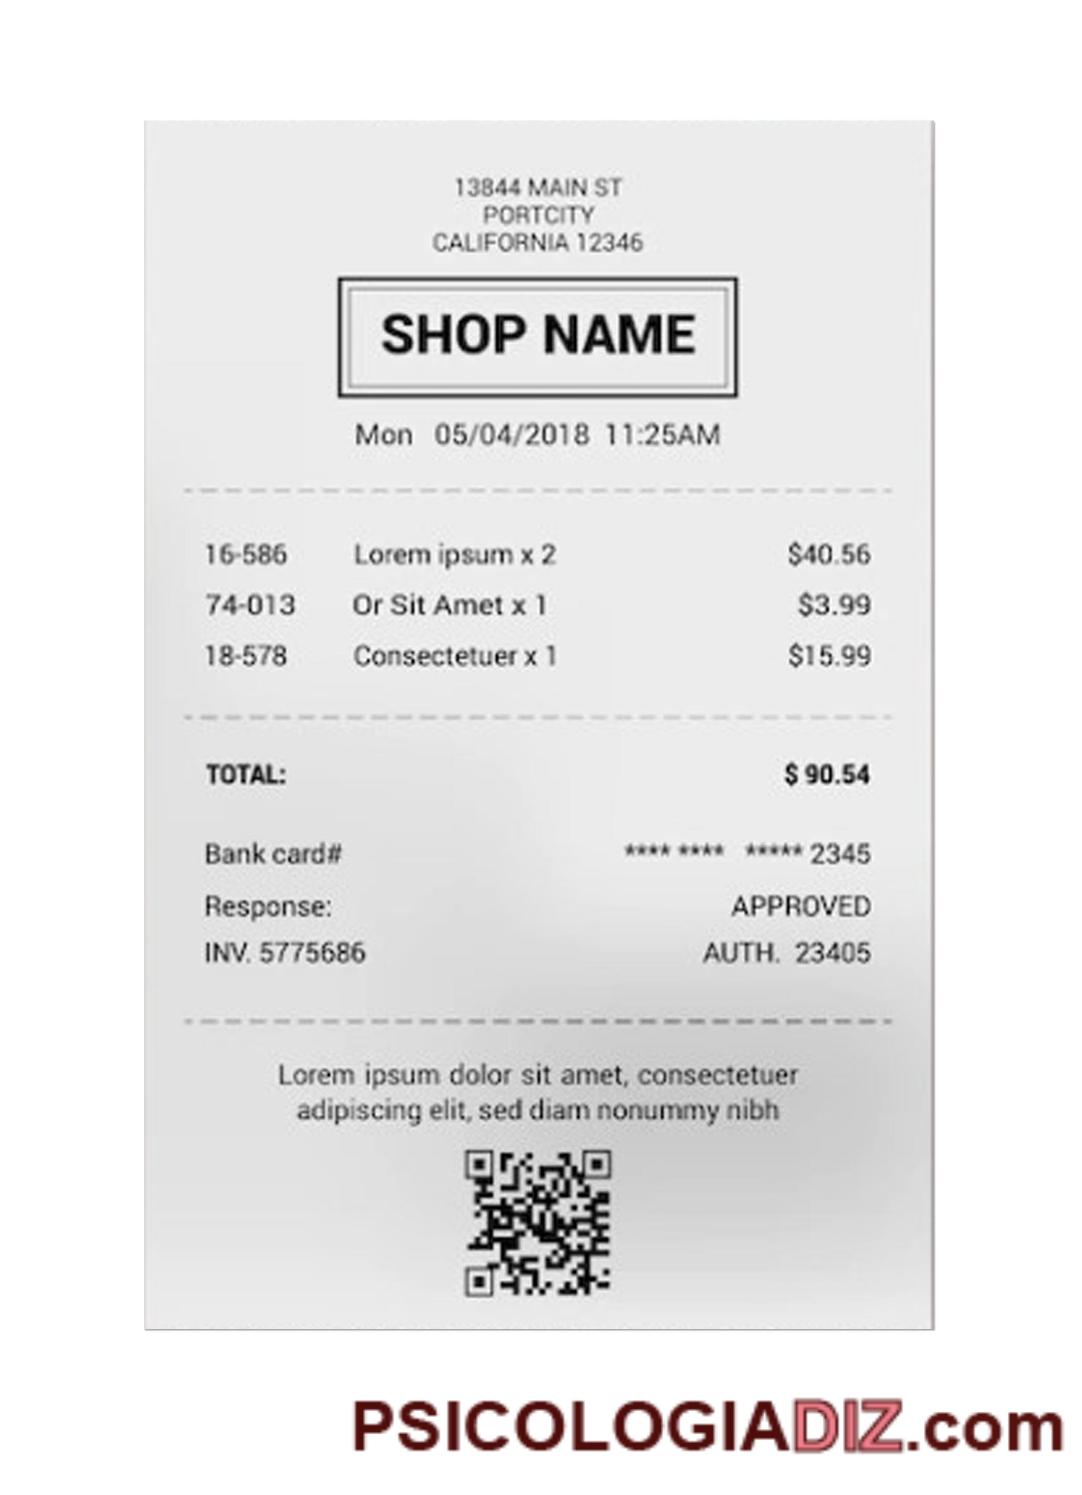 13844 MAIN ST
PORTCITY
CALIFORNIA 12346
SHOP NAME
Mon 05/04/2018 11:25AM
16-586 Lorem ipsum x 2 $40.56
74-013 Or Sit Amet x 1 $3.99
18-578 Consectetuer x 1 $15.99
TOTAL: $ 90.54
Bank card# **** **** ***** 2345
Response: APPROVED
INV. 5775686 AUTH. 23405
Lorem ipsum dolor sit amet, consectetuer
adipiscing elit, sed diam nonummy nibh
PSICOLOGIADIZ.com